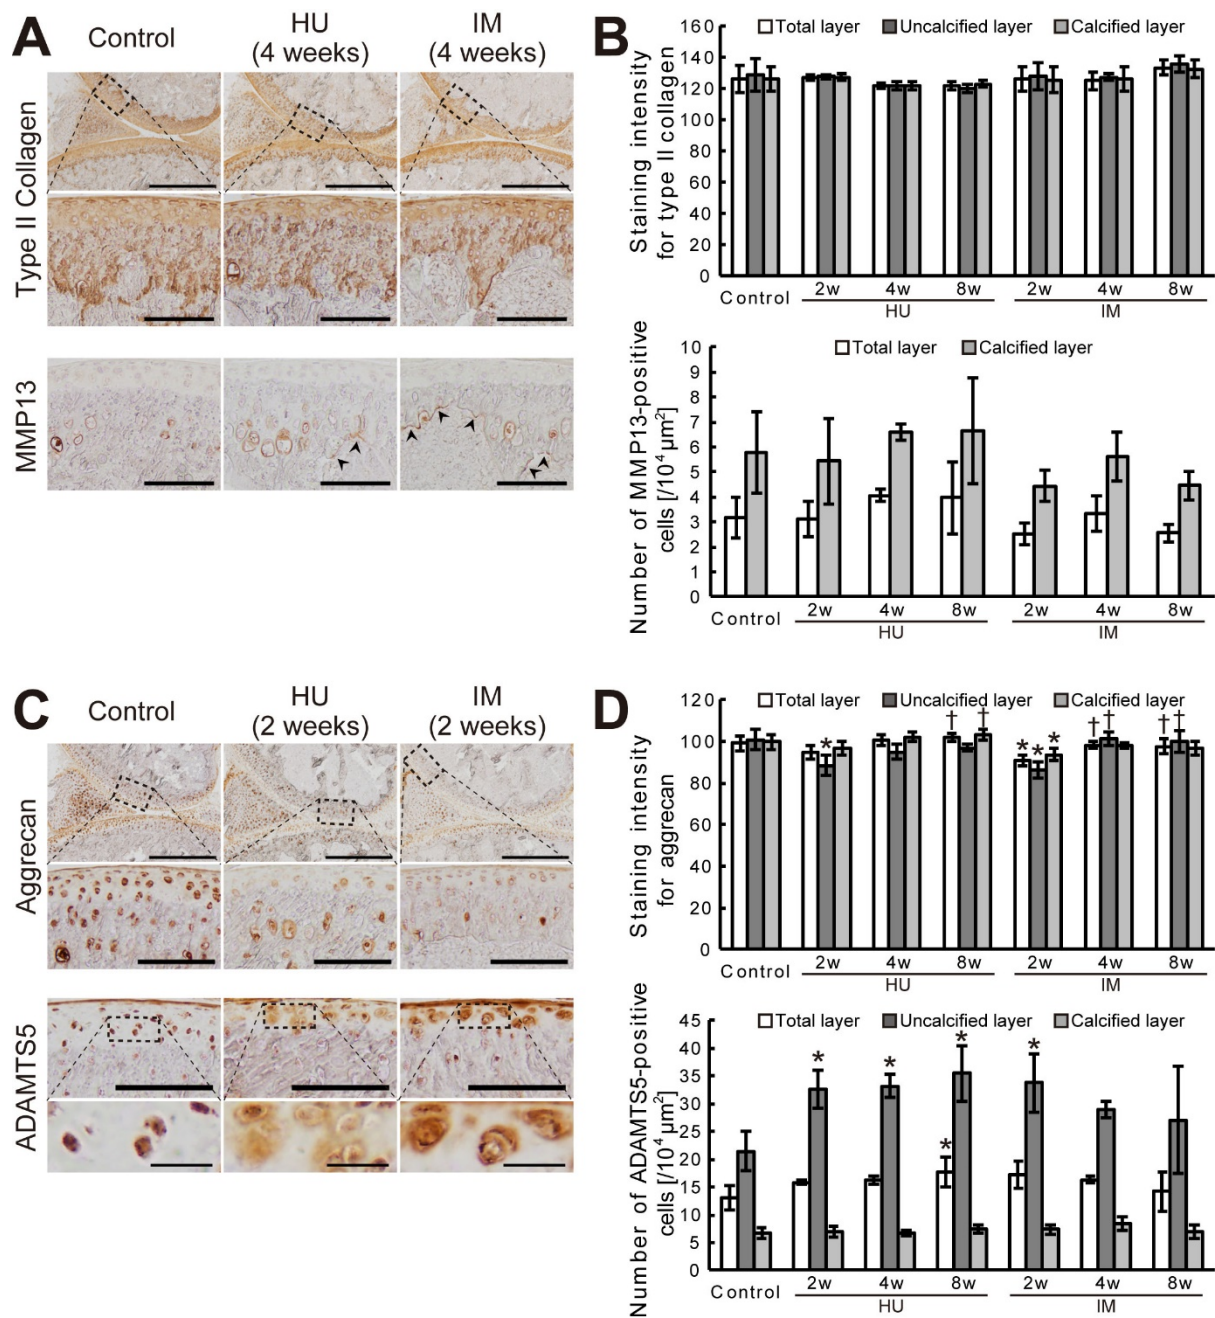 A
Control
HU
(4 weeks)
IM
(4 weeks)
Type II Collagen
MMP13
B
Total layer
Uncalcified layer
Calcified layer
Staining intensity
for type II collagen
160
140
120
100
80
60
40
20
0
Control
2w
4w
8w
2w
4w
8w
HU
IM
Total layer
Calcified layer
Number of MMP13-positive
cells [/10⁴ μm²]
10
9
8
7
6
5
4
3
2
1
0
Control
2w
4w
8w
2w
4w
8w
HU
IM
C
Control
HU
(2 weeks)
IM
(2 weeks)
Aggrecan
ADAMTS5
D
Total layer
Uncalcified layer
Calcified layer
Staining intensity
for aggrecan
120
100
80
60
40
20
0
*
†
†
*
*
*
†
†
†
†
Control
2w
4w
8w
2w
4w
8w
HU
IM
Total layer
Uncalcified layer
Calcified layer
Number of ADAMTS5-positive
cells [/10⁴ μm²]
45
40
35
30
25
20
15
10
5
0
*
*
*
*
*
Control
2w
4w
8w
2w
4w
8w
HU
IM